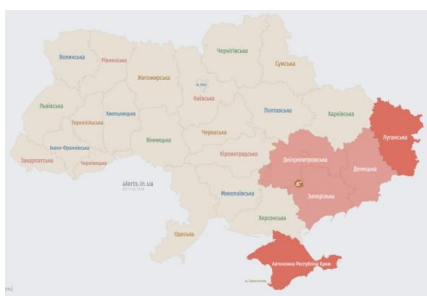 Чернігівська
Волинська
Рівненська
Сумська
Житомирська
м. Київ
Київська
Львівська
Тернопільська
Хмельницька
Полтавська
Харківська
Луганська
Черкаська
Вінницька
Івано-Франківська
Закарпатська
Чернівецька
Кіровоградська
Дніпропетровська
Донецька
alerts.in.ua
Миколаївська
Запорізька
Херсонська
Одеська
Автономна Республіка Крим